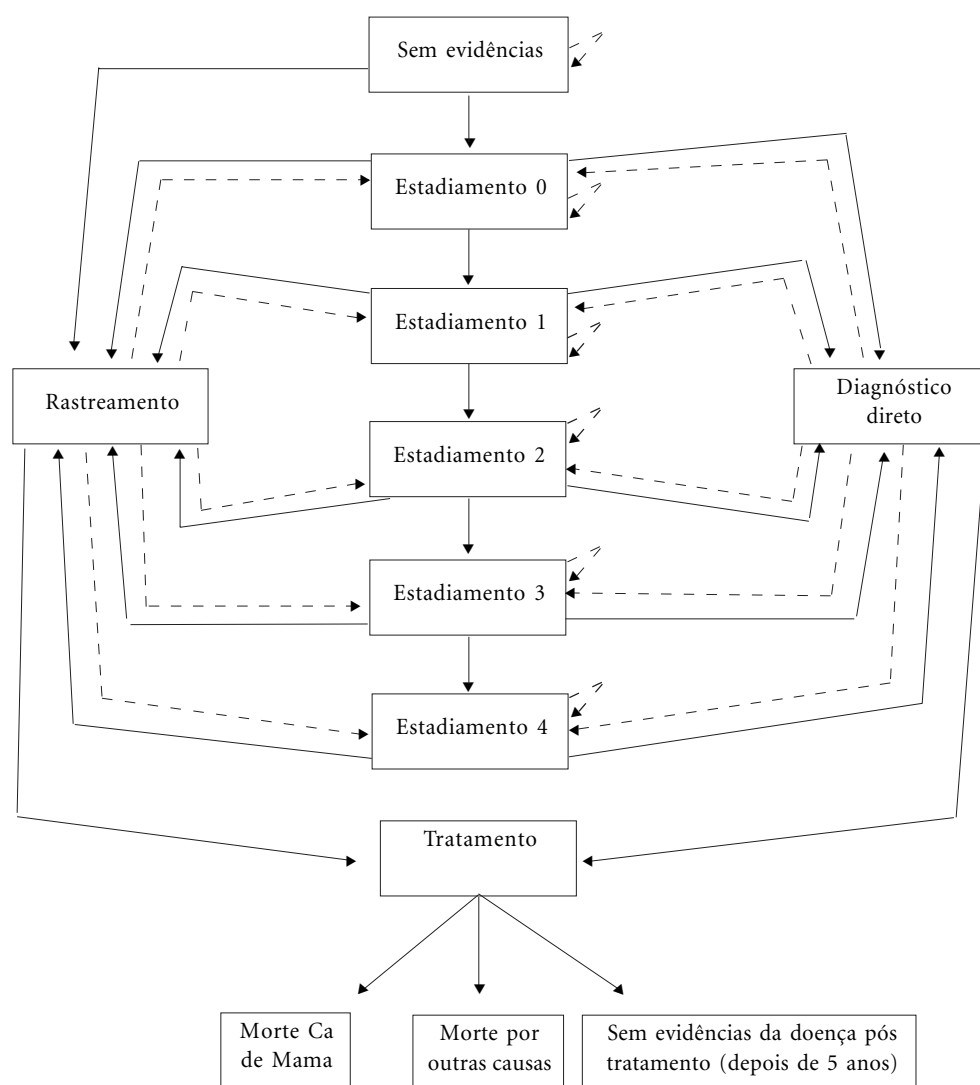 Sem evidências
Estadiamento 0
Estadiamento 1
Rastreamento
Diagnóstico
direto
Estadiamento 2
Estadiamento 3
Estadiamento 4
Tratamento
Morte Ca
de Mama
Morte por
outras causas
Sem evidências da doença pós
tratamento (depois de 5 anos)